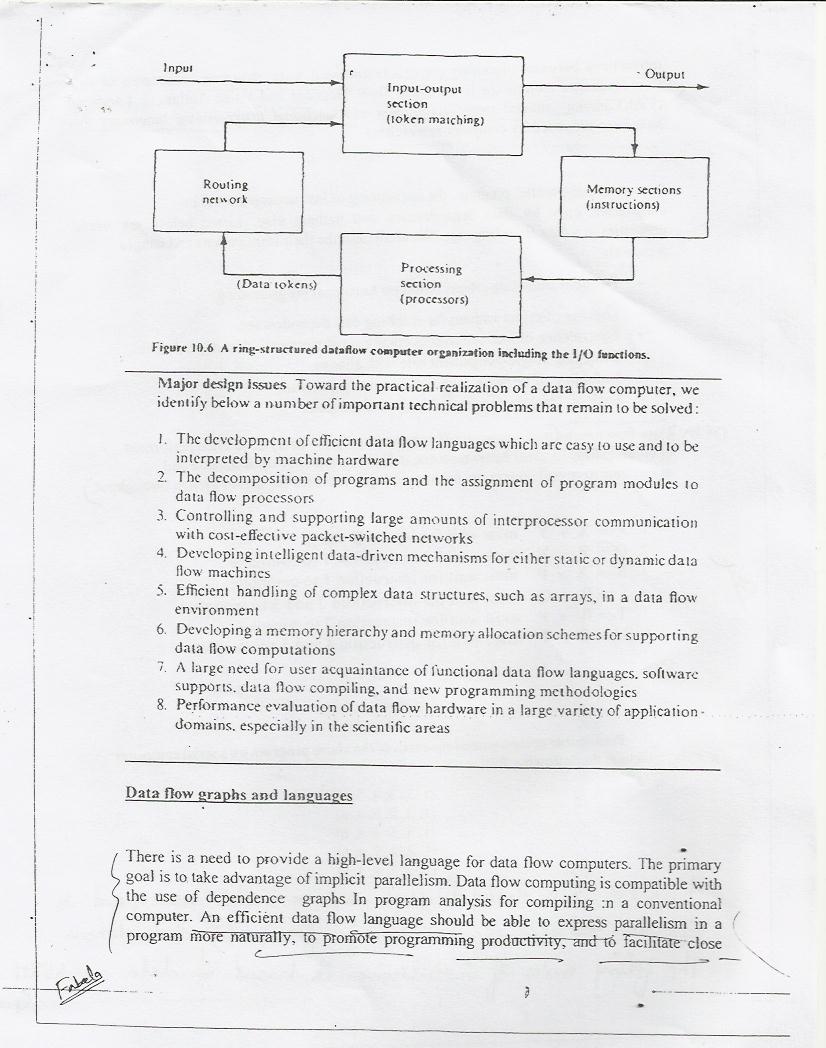 Input
Output
Input-output
section
(token matching)
Routing
network
Memory sections
(instructions)
Processing
section
(processors)
(Data tokens)
Figure 10.6 A ring-structured dataflow computer organization including the I/O functions.
Major design issues Toward the practical realization of a data flow computer, we
identify below a number of important technical problems that remain to be solved:
1. The development of efficient data flow languages which are easy to use and to be
interpreted by machine hardware
2. The decomposition of programs and the assignment of program modules to
data flow processors
3. Controlling and supporting large amounts of interprocessor communication
with cost-effective packet-switched networks
4. Developing intelligent data-driven mechanisms for either static or dynamic data
flow machines
5. Efficient handling of complex data structures, such as arrays, in a data flow
environment
6. Developing a memory hierarchy and memory allocation schemes for supporting
data flow computations
7. A large need for user acquaintance of functional data flow languages, software
supports, data flow compiling, and new programming methodologies
8. Performance evaluation of data flow hardware in a large variety of application-
domains, especially in the scientific areas
Data flow graphs and languages
There is a need to provide a high-level language for data flow computers. The primary
goal is to take advantage of implicit parallelism. Data flow computing is compatible with
the use of dependence graphs In program analysis for compiling in a conventional
computer. An efficient data flow language should be able to express parallelism in a
program more naturally, to promote programming productivity, and to facilitate close